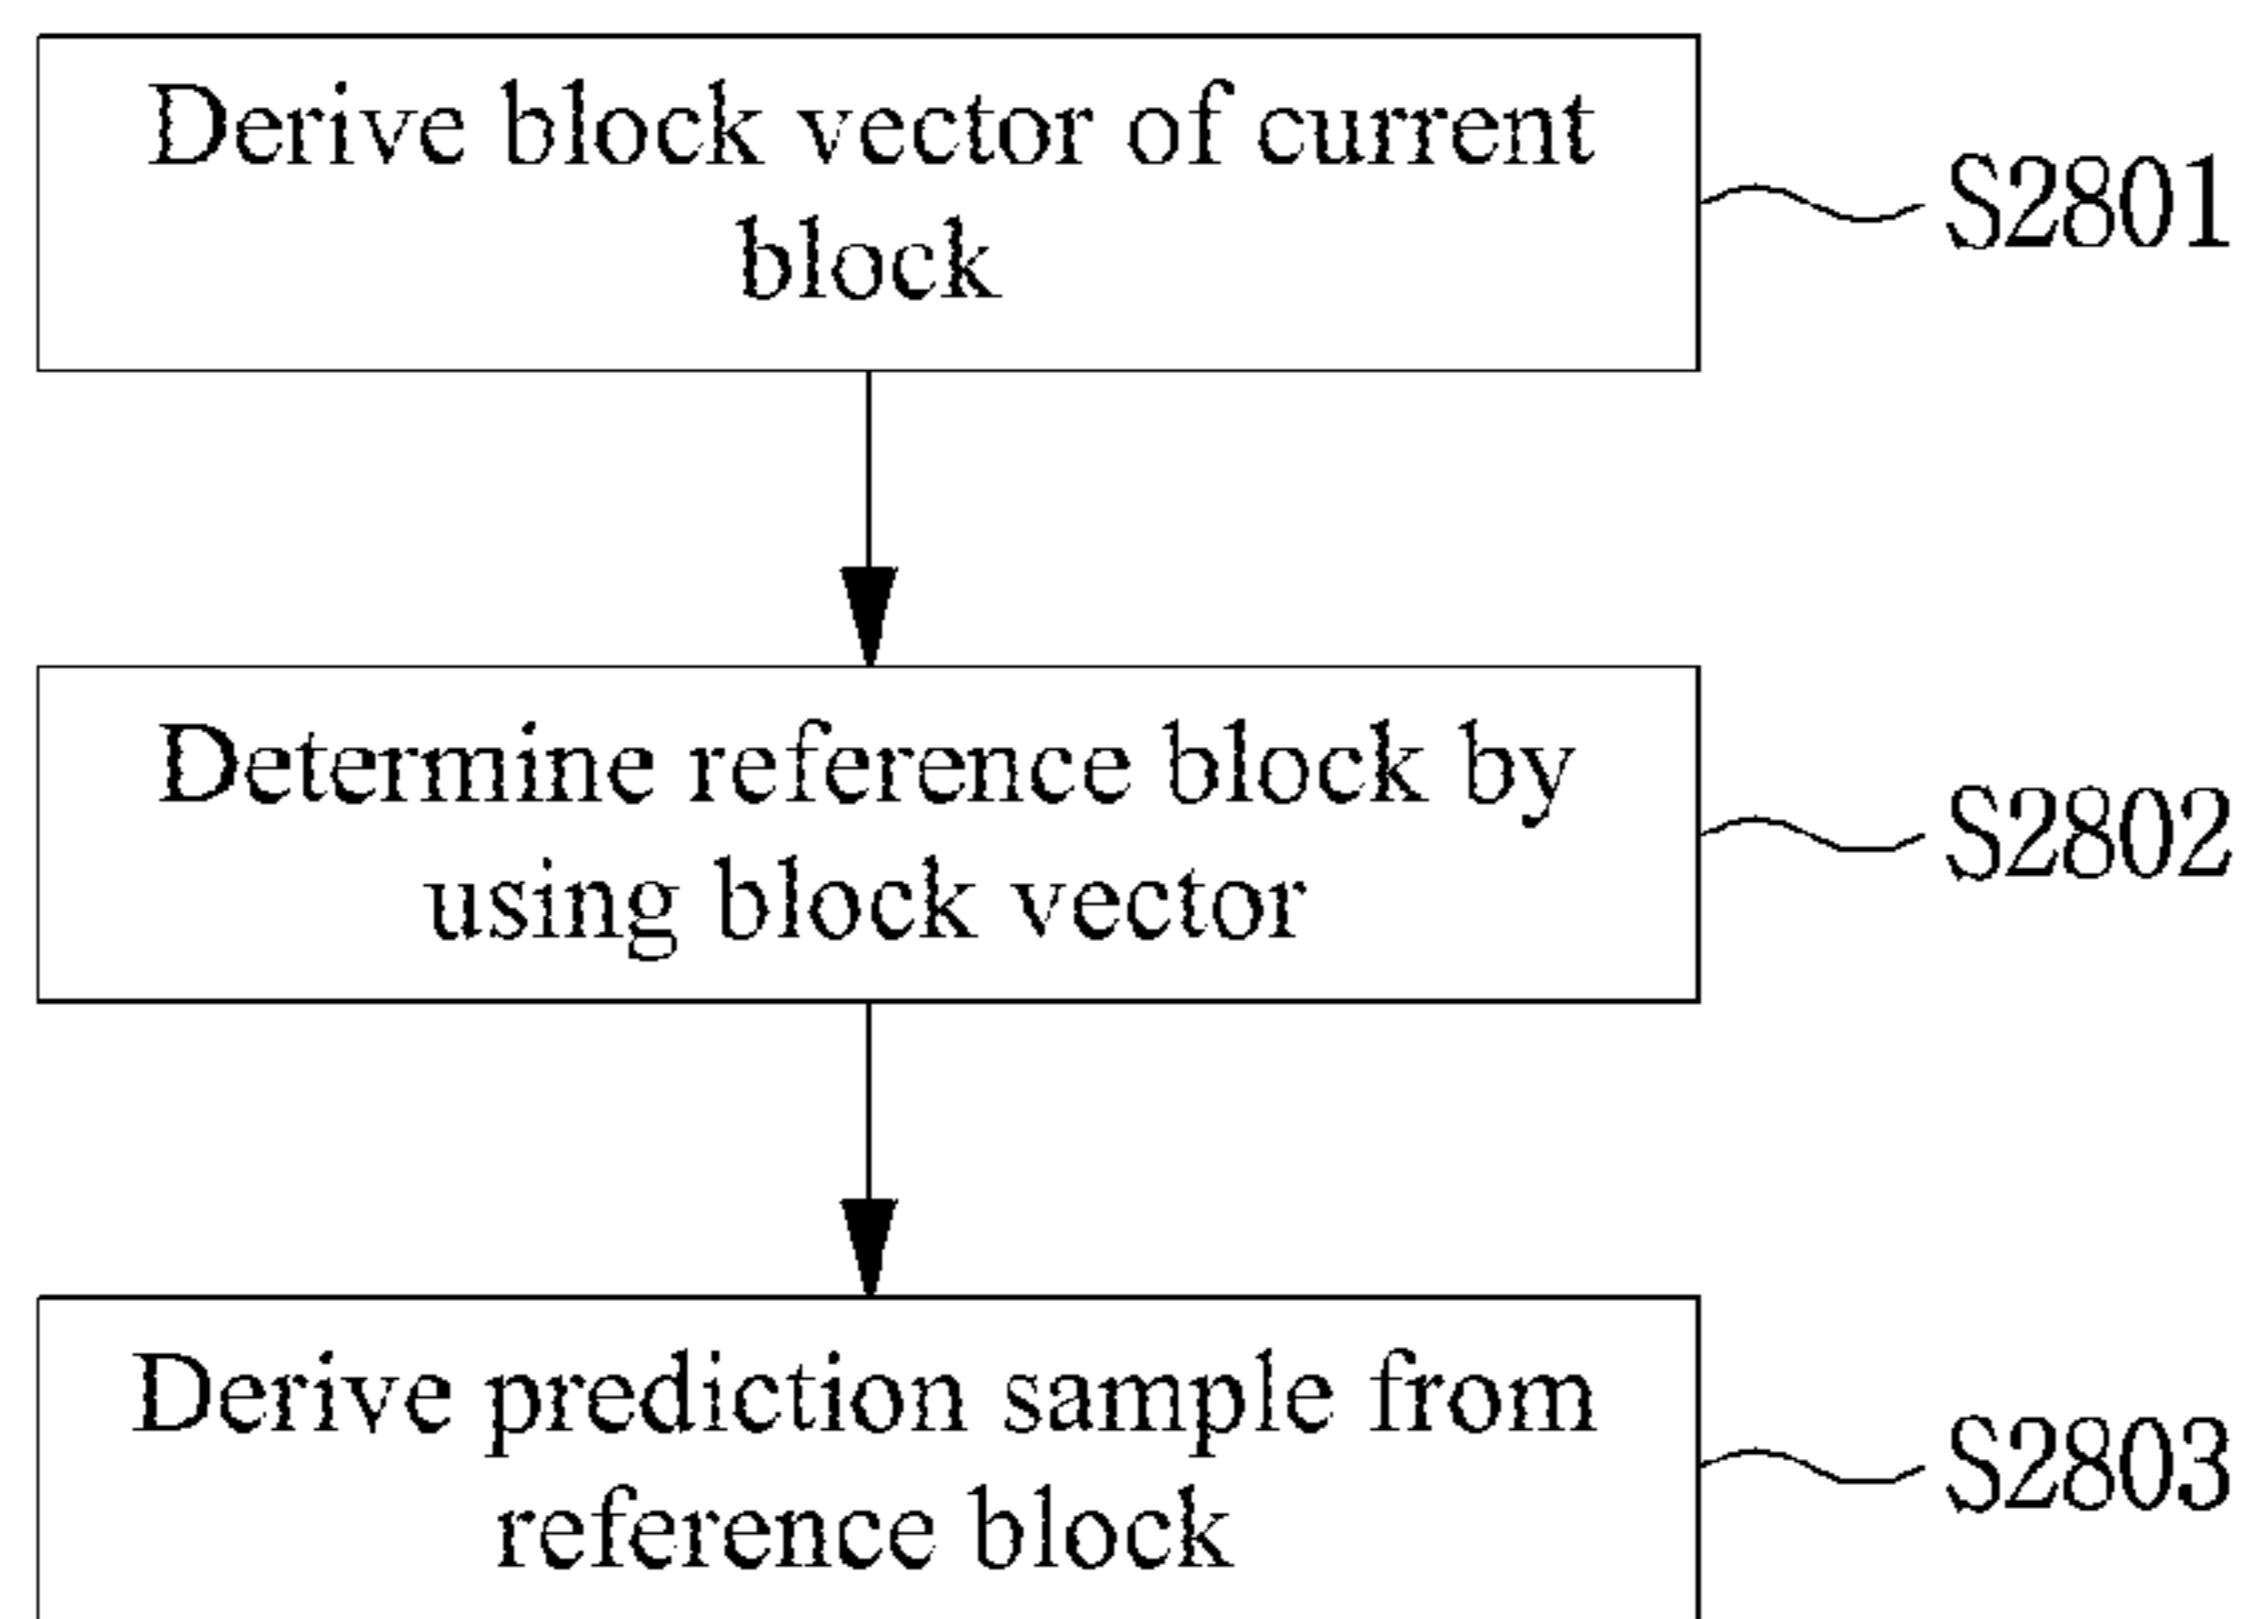 Derive block vector of current
block
S2801
Determine reference block by
using block vector
S2802
Derive prediction sample from
reference block
S2803